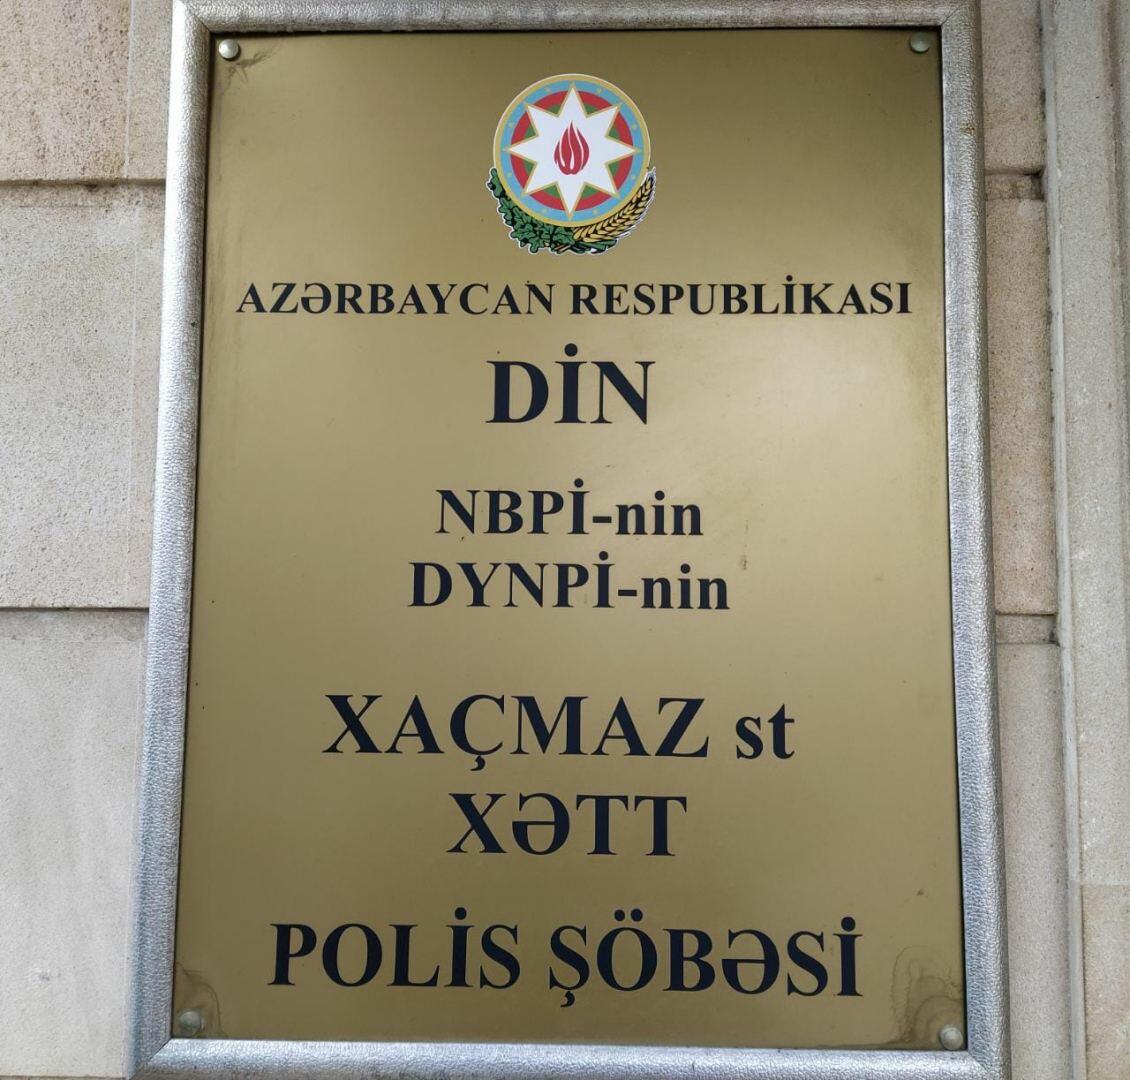 AZƏRBAYCAN RESPUBLİKASI
DİN
NBPİ-nin
DYNPİ-nin
XAÇMAZ st
XƏTT
POLİS ŞÖBƏSİ